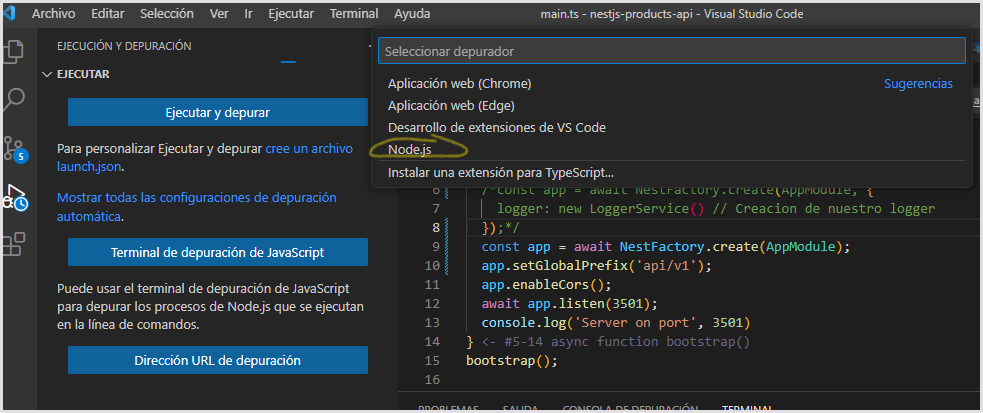 Archivo Editar Selección Ver Ir Ejecutar Terminal Ayuda main.ts - nestjs-products-api - Visual Studio Code
EJECUCIÓN Y DEPURACIÓN
EJECUTAR
Ejecutar y depurar
Para personalizar Ejecutar y depurar cree un archivo
launch.json.
Mostrar todas las configuraciones de depuración
automática.
Terminal de depuración de JavaScript
Puede usar el terminal de depuración de JavaScript
para depurar los procesos de Node.js que se ejecutan
en la línea de comandos.
Dirección URL de depuración
5
Seleccionar depurador
Aplicación web (Chrome) Sugerencias
Aplicación web (Edge)
Desarrollo de extensiones de VS Code
Node.js
Instalar una extensión para TypeScript...
6 /*const app = await NestFactory.create(AppModule, {
7 logger: new LoggerService() // Creacion de nuestro logger
8 });*/
9 const app = await NestFactory.create(AppModule);
10 app.setGlobalPrefix('api/v1');
11 app.enableCors();
12 await app.listen(3501);
13 console.log('Server on port', 3501)
14 } <- #5-14 async function bootstrap()
15 bootstrap();
16
PROBLEMAS SALIDA CONSOLA DE DEPURACIÓN TERMINAL